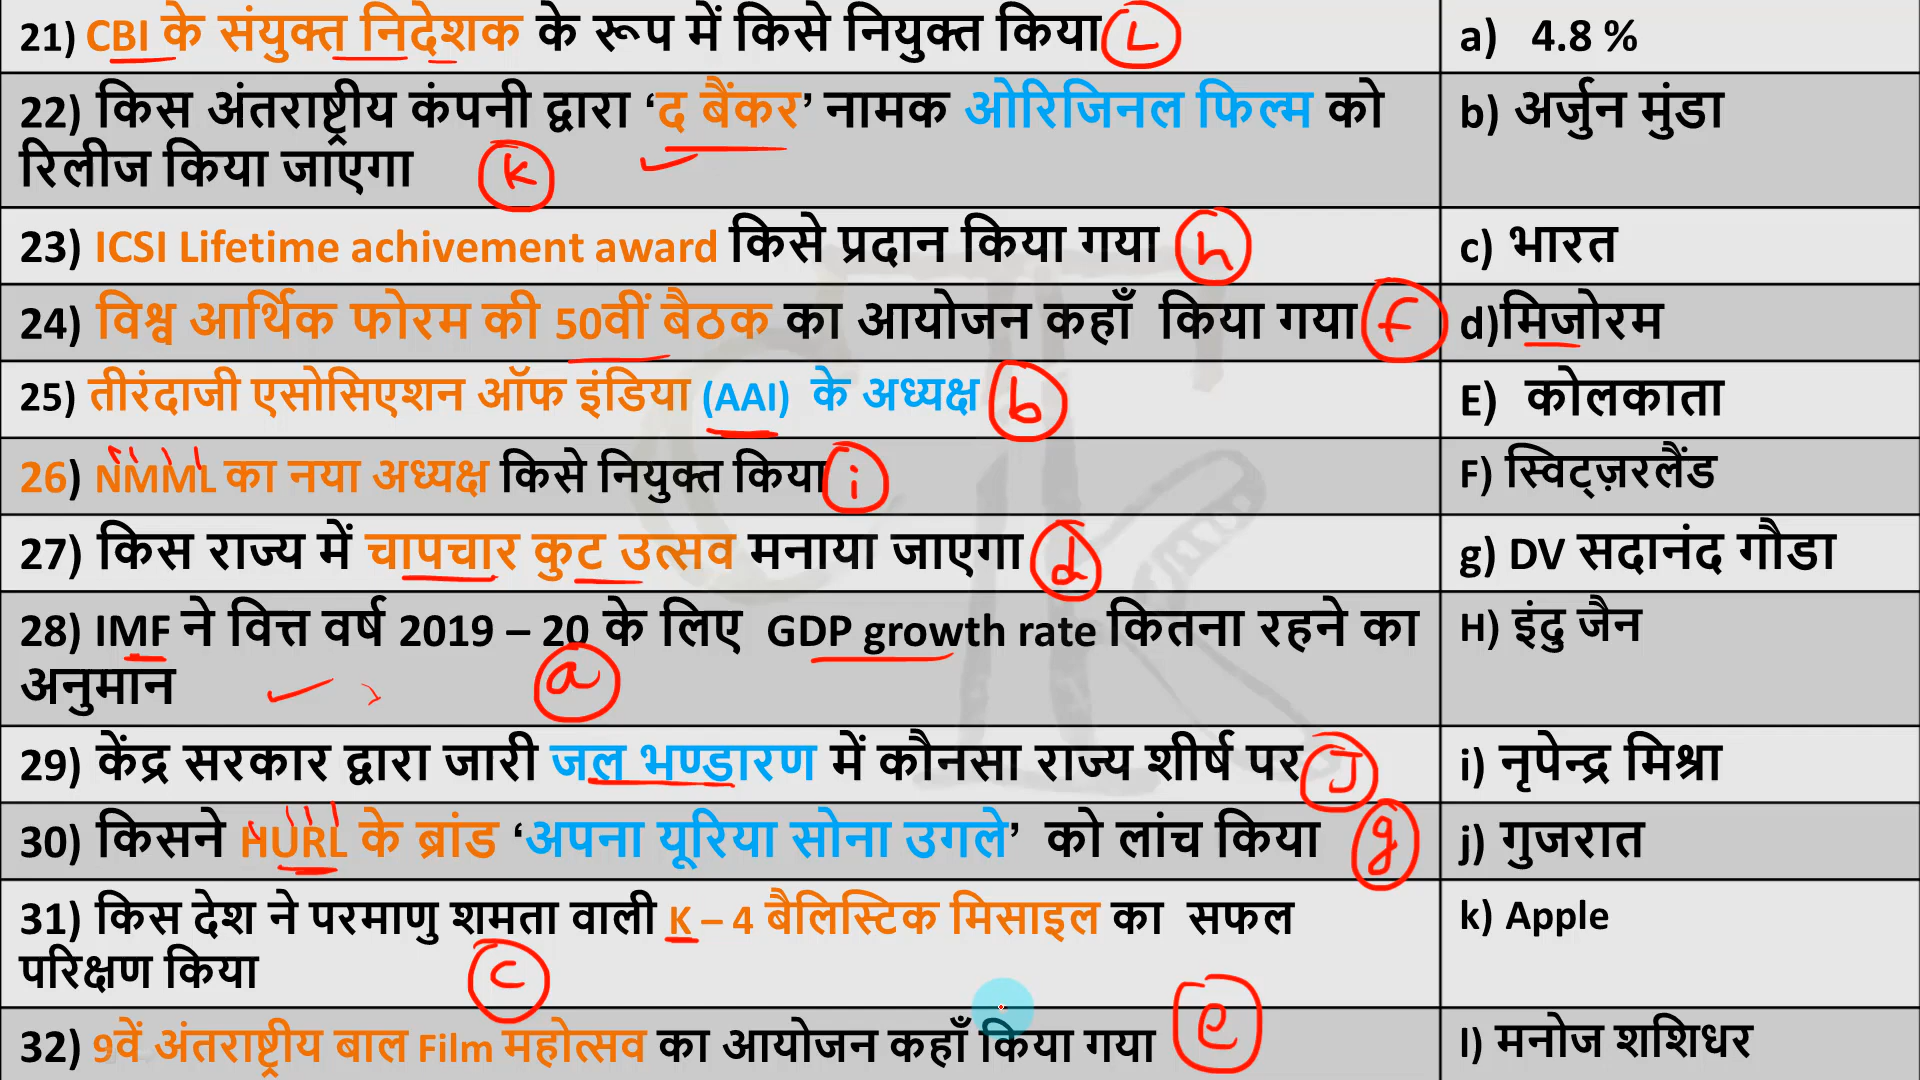 21) CBI के संयुक्त निदेशक के रूप में किसे नियुक्त किया L
a) 4.8 %
22) किस अंतराष्ट्रीय कंपनी द्वारा ‘द बैंकर’ नामक ओरिजिनल फिल्म को
रिलीज किया जाएगा k
b) अर्जुन मुंडा
23) ICSI Lifetime achivement award किसे प्रदान किया गया h
c) भारत
24) विश्व आर्थिक फोरम की 50वीं बैठक का आयोजन कहाँ किया गया f
d)मिजोरम
25) तीरंदाजी एसोसिएशन ऑफ इंडिया (AAI) के अध्यक्ष b
E) कोलकाता
26) NMML का नया अध्यक्ष किसे नियुक्त किया i
F) स्विट्ज़रलैंड
27) किस राज्य में चापचार कुट उत्सव मनाया जाएगा d
g) DV सदानंद गौडा
28) IMF ने वित्त वर्ष 2019 – 20 के लिए GDP growth rate कितना रहने का
अनुमान a
H) इंदु जैन
29) केंद्र सरकार द्वारा जारी जल भण्डारण में कौनसा राज्य शीर्ष पर J
i) नृपेन्द्र मिश्रा
30) किसने HURL के ब्रांड ‘अपना यूरिया सोना उगले’ को लांच किया g
j) गुजरात
31) किस देश ने परमाणु शमता वाली K – 4 बैलिस्टिक मिसाइल का सफल
परिक्षण किया c
k) Apple
32) 9वें अंतराष्ट्रीय बाल Film महोत्सव का आयोजन कहाँ किया गया e
l) मनोज शशिधर